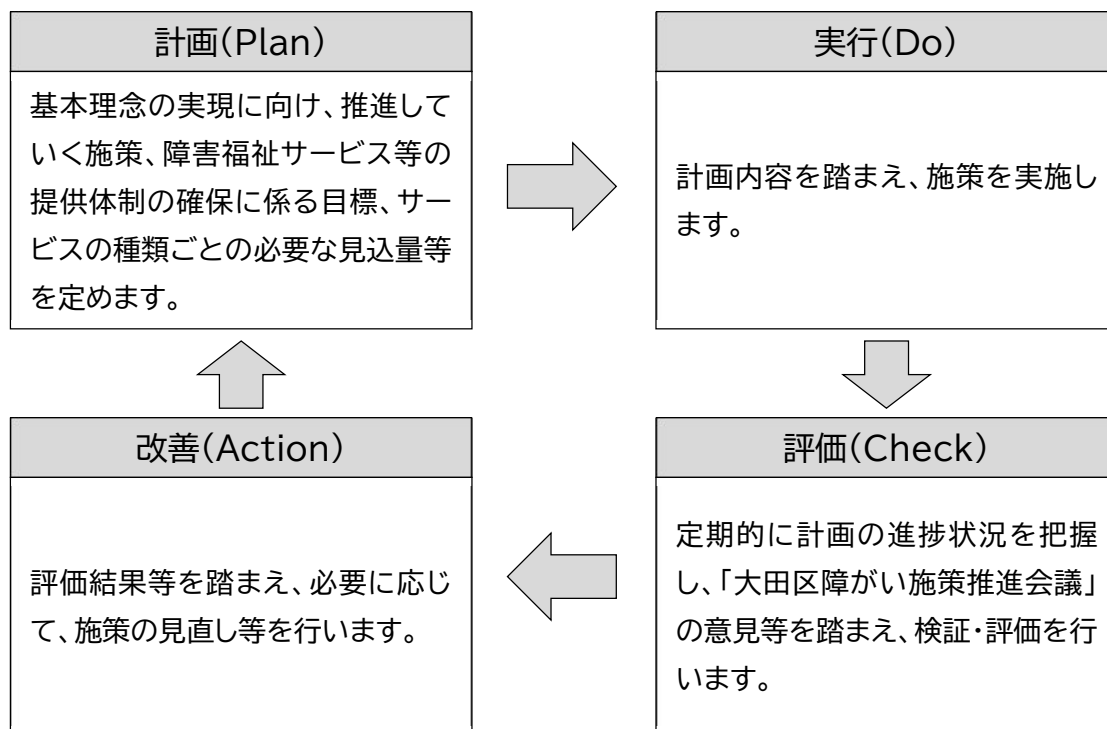 計画(Plan)
基本理念の実現に向け、推進して
いく施策、障害福祉サービス等の
提供体制の確保に係る目標、サー
ビスの種類ごとの必要な見込量等
を定めます。
実行(Do)
計画内容を踏まえ、施策を実施し
ます。
改善(Action)
評価結果等を踏まえ、必要に応じ
て、施策の見直し等を行います。
評価(Check)
定期的に計画の進捗状況を把握
し、「大田区障がい施策推進会議」
の意見等を踏まえ、検証・評価を行
います。